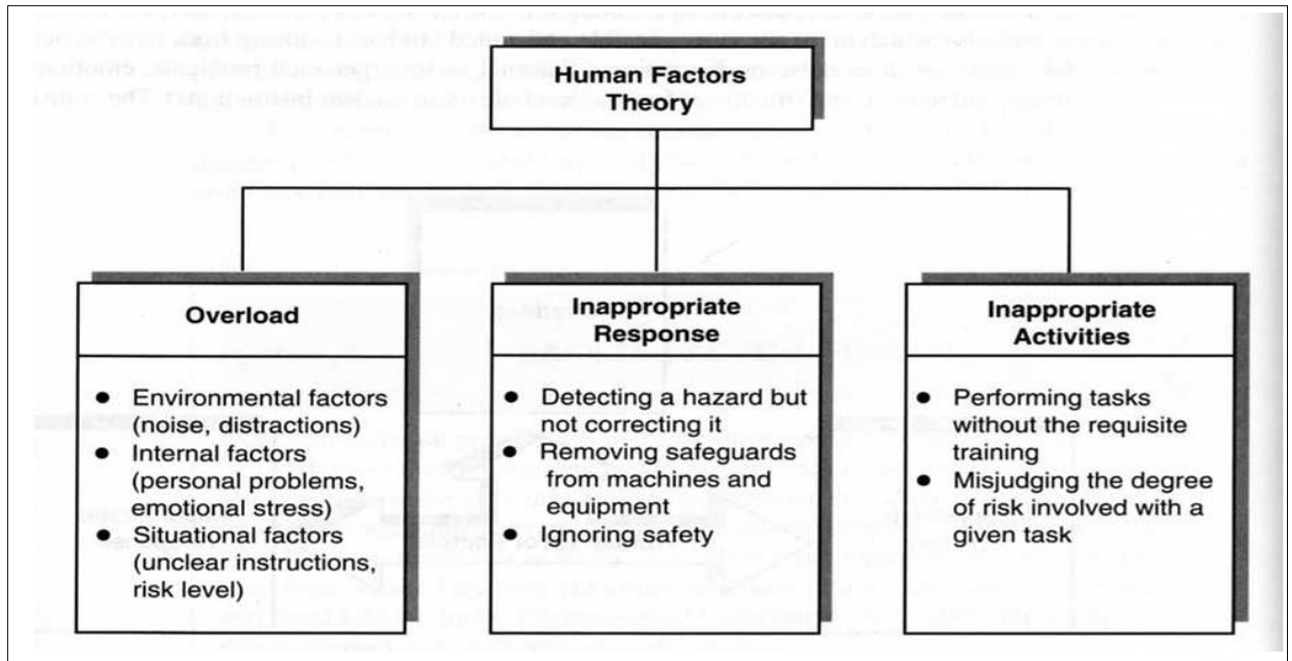 Human Factors
Theory
Overload
● Environmental factors
(noise, distractions)
● Internal factors
(personal problems,
emotional stress)
● Situational factors
(unclear instructions,
risk level)
Inappropriate
Response
● Detecting a hazard but
not correcting it
● Removing safeguards
from machines and
equipment
● Ignoring safety
Inappropriate
Activities
● Performing tasks
without the requisite
training
● Misjudging the degree
of risk involved with a
given task